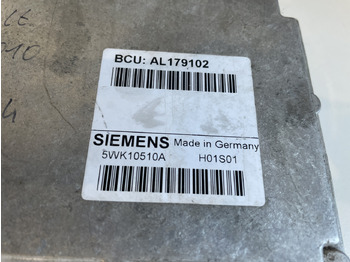 BCU: AL179102
SIEMENS Made in Germany
5WK10510A H01S01